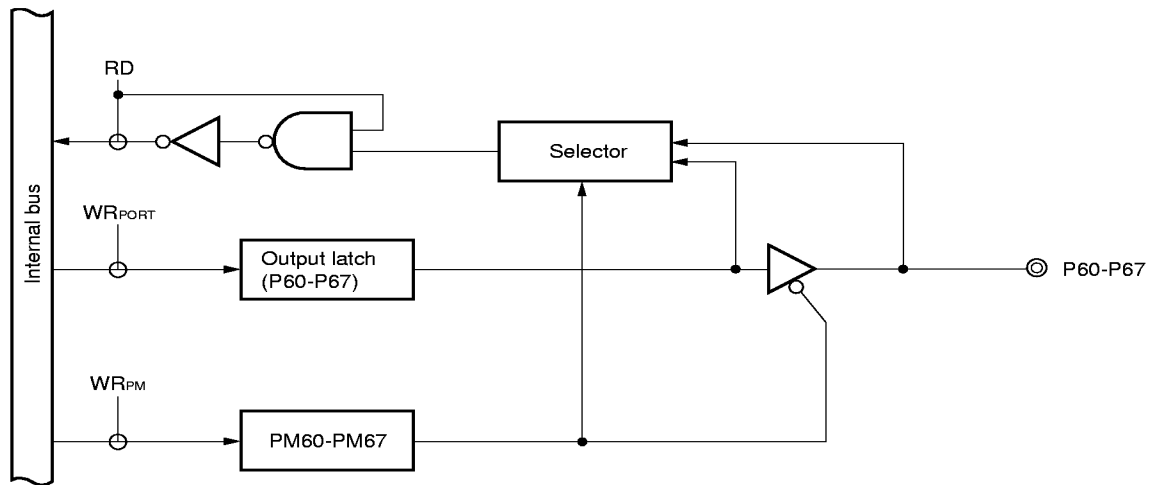 RD
Selector
Internal bus
WRPORT
Output latch
(P60-P67)
P60-P67
WRPM
PM60-PM67